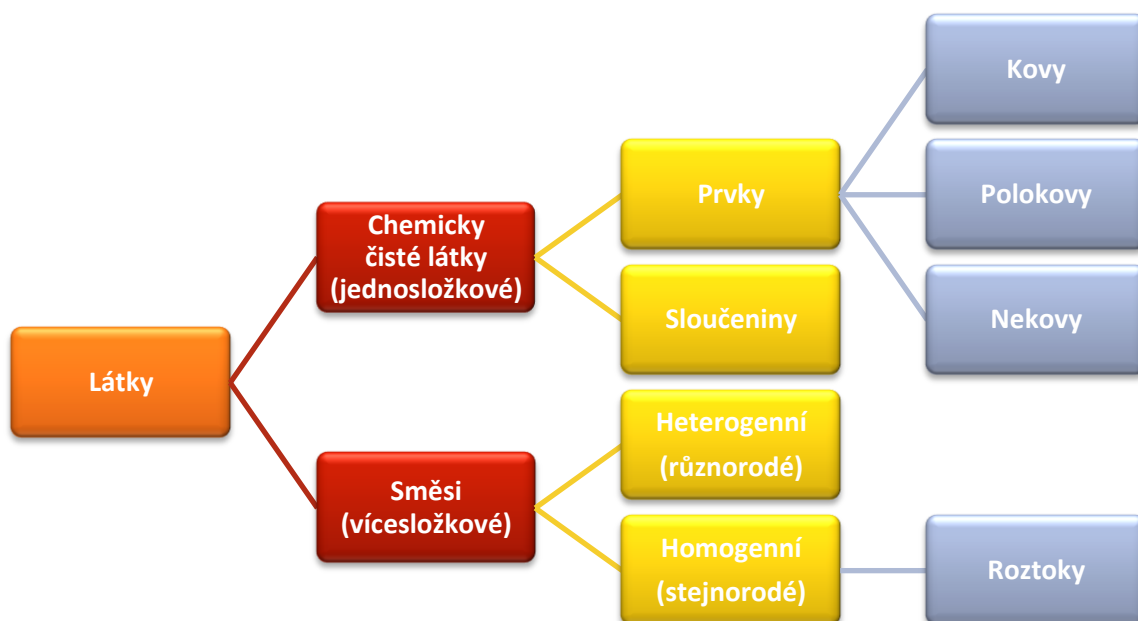 Látky
Chemicky
čisté látky
(jednosložkové)
Směsi
(vícesložkové)
Prvky
Sloučeniny
Heterogenní
(různorodé)
Homogenní
(stejnorodé)
Kovy
Polokovy
Nekovy
Roztoky